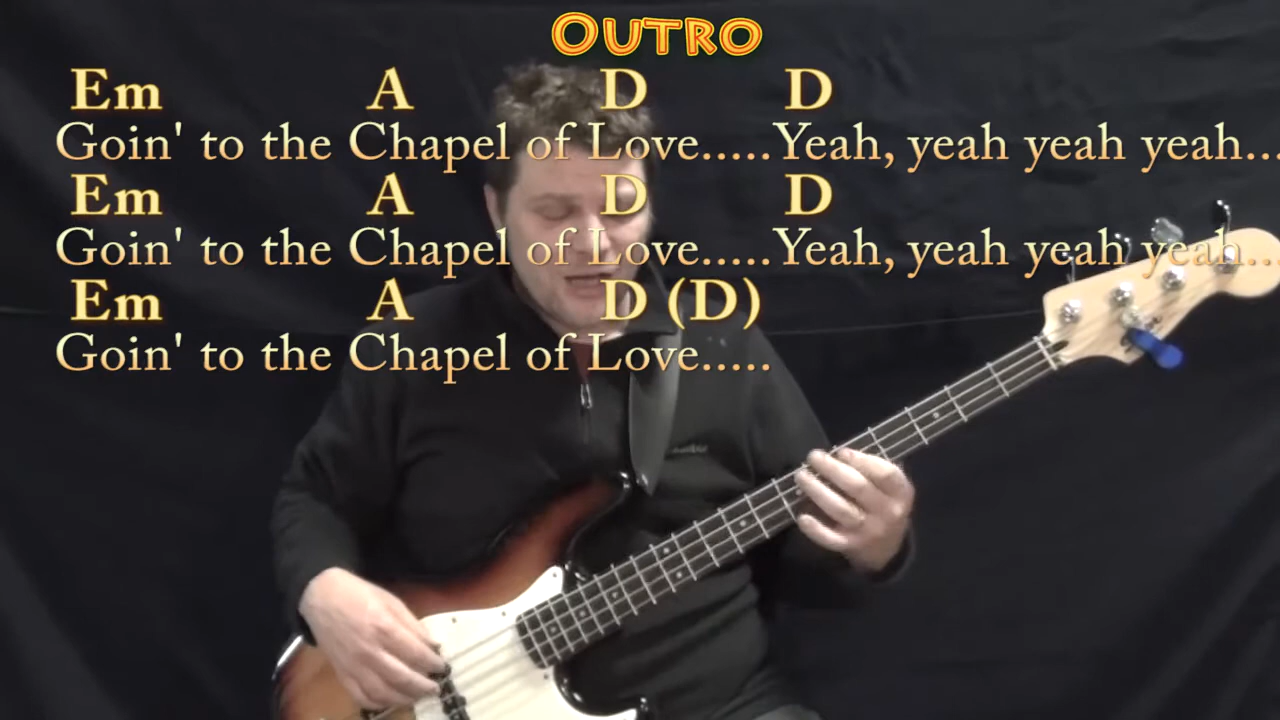 OUTRO
Em A D D
Goin' to the Chapel of Love.....Yeah, yeah yeah yeah...
Em A D D
Goin' to the Chapel of Love.....Yeah, yeah yeah yeah...
Em A D (D)
Goin' to the Chapel of Love.....